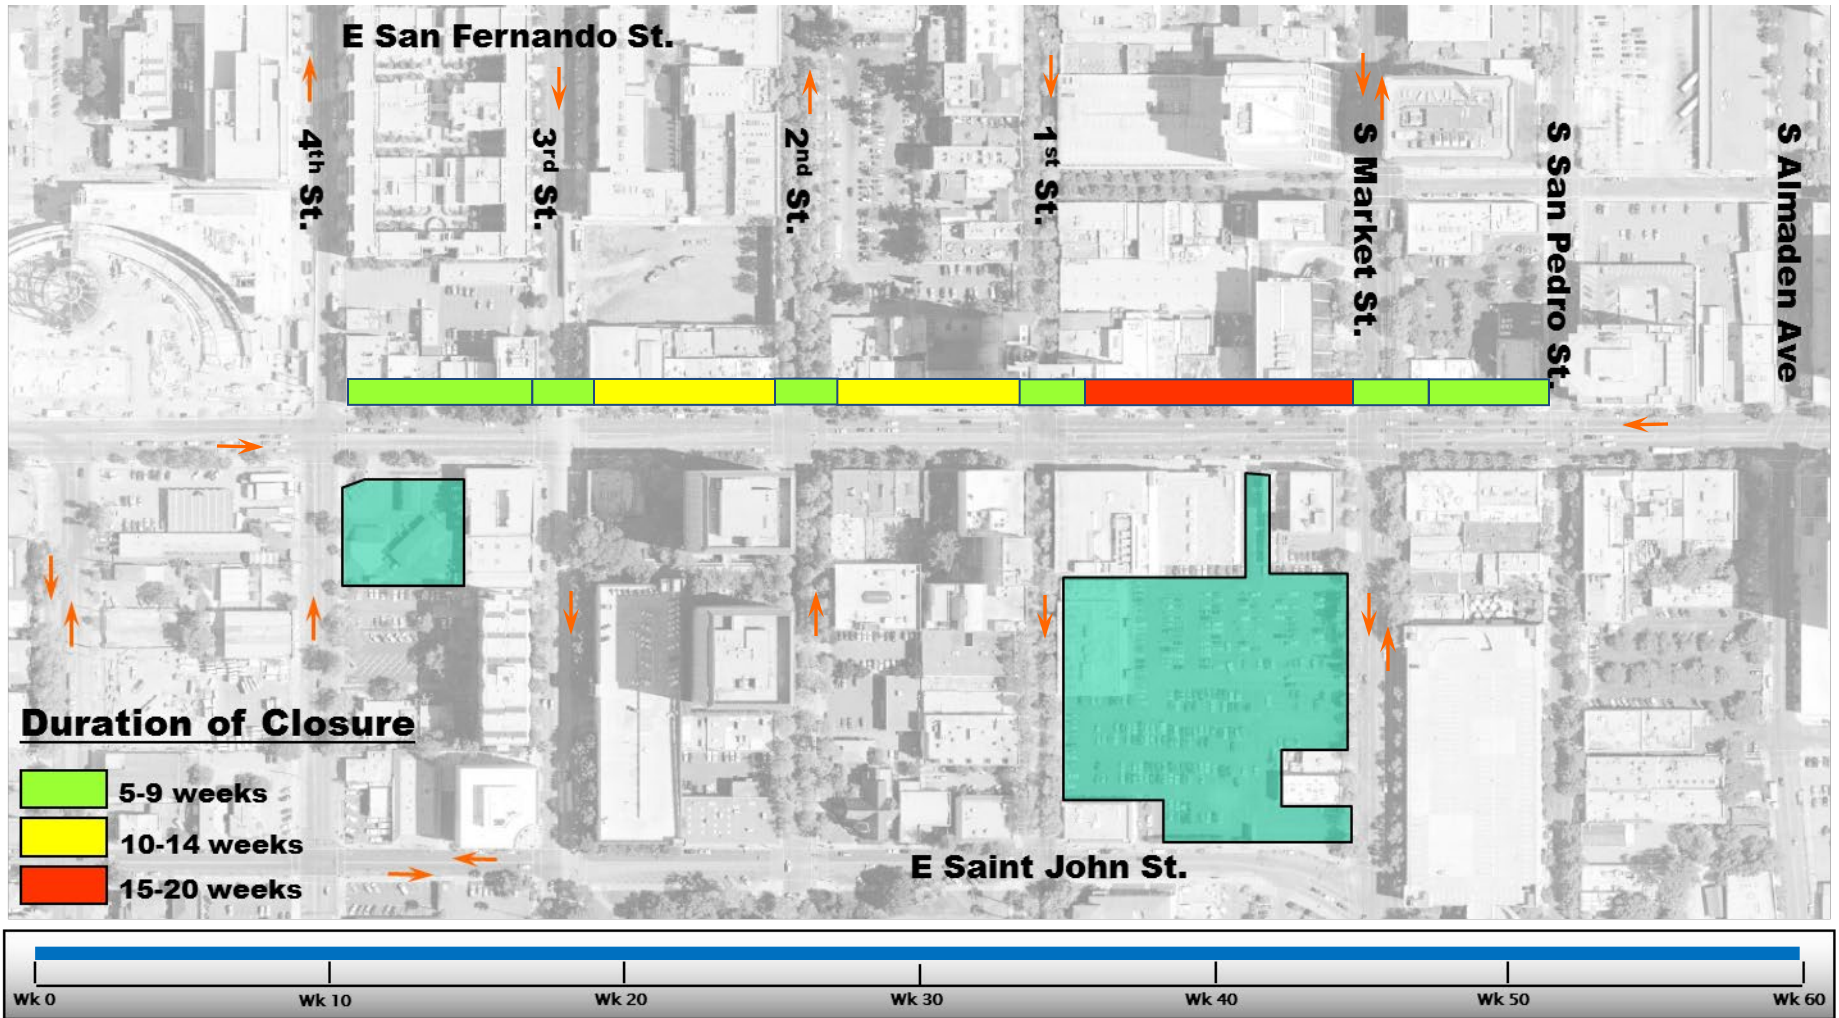 E San Fernando St.
4th St.
3rd St.
2nd St.
1st St.
S Market St.
S San Pedro St.
S Almaden Ave
Duration of Closure
5-9 weeks
10-14 weeks
15-20 weeks
E Saint John St.
Wk 0
Wk 10
Wk 20
Wk 30
Wk 40
Wk 50
Wk 60